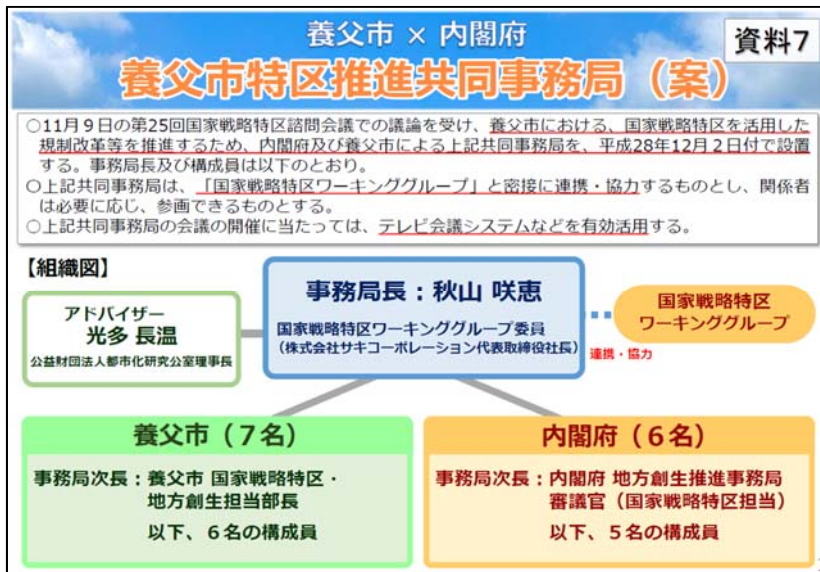 養父市 × 内閣府
資料7
養父市特区推進共同事務局（案）
○11月9日の第25回国家戦略特区諮問会議での議論を受け、養父市における、国家戦略特区を活用した
規制改革等を推進するため、内閣府及び養父市による上記共同事務局を、平成28年12月2日付で設置
する。事務局長及び構成員は以下のとおり。
○上記共同事務局は、「国家戦略特区ワーキンググループ」と密接に連携・協力するものとし、関係者
は必要に応じ、参画できるものとする。
○上記共同事務局の会議の開催に当たっては、テレビ会議システムなどを有効活用する。
【組織図】
アドバイザー
光多 長温
公益財団法人都市化研究公室理事長
事務局長：秋山 咲恵
国家戦略特区ワーキンググループ委員
（株式会社サキコーポレーション代表取締役社長）
国家戦略特区
ワーキンググループ
連携・協力
養父市（7名）
事務局次長：養父市 国家戦略特区・
地方創生担当部長
以下、6名の構成員
内閣府（6名）
事務局次長：内閣府 地方創生推進事務局
審議官（国家戦略特区担当）
以下、5名の構成員